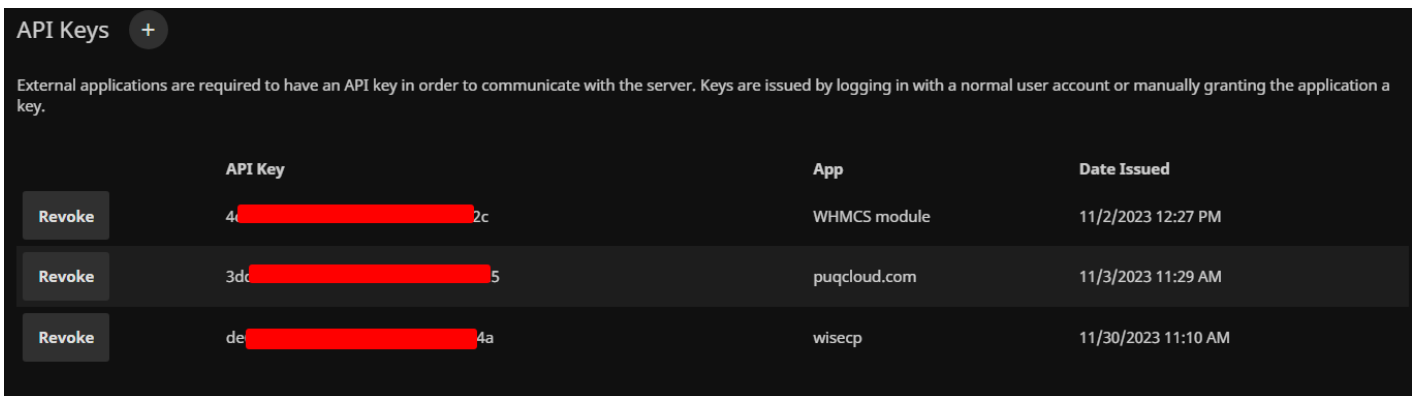 API Keys +
External applications are required to have an API key in order to communicate with the server. Keys are issued by logging in with a normal user account or manually granting the application a
key.
API Key App Date Issued
Revoke 4 2c WHMCS module 11/2/2023 12:27 PM
Revoke 3d 5 puqcloud.com 11/3/2023 11:29 AM
Revoke de 4a wisecp 11/30/2023 11:10 AM